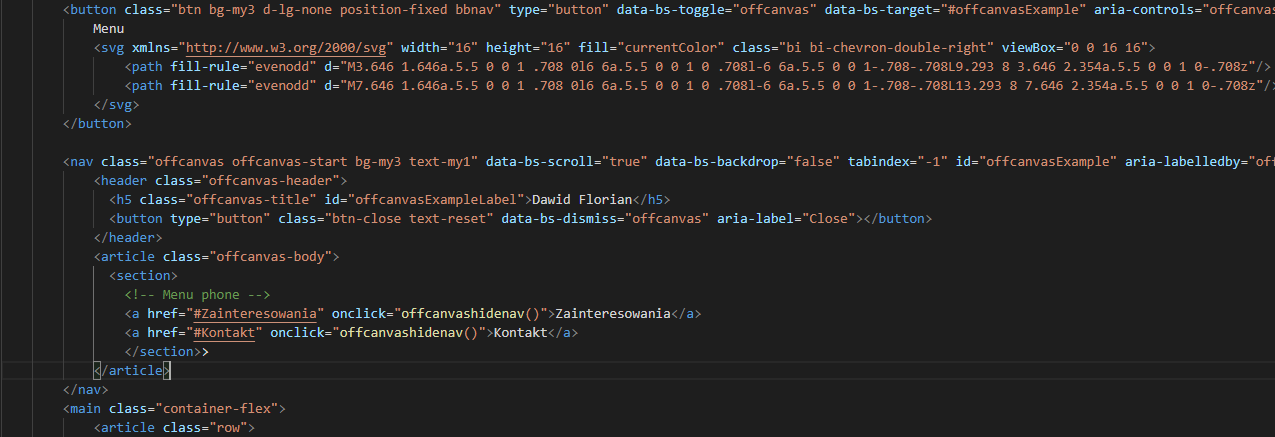 <button class="btn bg-my3 d-lg-none position-fixed bbnav" type="button" data-bs-toggle="offcanvas" data-bs-target="#offcanvasExample" aria-controls="offcanvas
Menu
<svg xmlns="http://www.w3.org/2000/svg" width="16" height="16" fill="currentColor" class="bi bi-chevron-double-right" viewBox="0 0 16 16">
<path fill-rule="evenodd" d="M3.646 1.646a.5.5 0 0 1 .708 0l6 6a.5.5 0 0 1 0 .708l-6 6a.5.5 0 0 1-.708-.708L9.293 8 3.646 2.354a.5.5 0 0 1 0-.708z"/>
<path fill-rule="evenodd" d="M7.646 1.646a.5.5 0 0 1 .708 0l6 6a.5.5 0 0 1 0 .708l-6 6a.5.5 0 0 1-.708-.708L13.293 8 7.646 2.354a.5.5 0 0 1 0-.708z"/
</svg>
</button>
<nav class="offcanvas offcanvas-start bg-my3 text-my1" data-bs-scroll="true" data-bs-backdrop="false" tabindex="-1" id="offcanvasExample" aria-labelledby="off
<header class="offcanvas-header">
<h5 class="offcanvas-title" id="offcanvasExampleLabel">Dawid Florian</h5>
<button type="button" class="btn-close text-reset" data-bs-dismiss="offcanvas" aria-label="Close"></button>
</header>
<article class="offcanvas-body">
<section>
<!-- Menu phone -->
<a href="#Zainteresowania" onclick="offcanvashidenav()">Zainteresowania</a>
<a href="#Kontakt" onclick="offcanvashidenav()">Kontakt</a>
</section>>
</article>
</nav>
<main class="container-flex">
<article class="row">